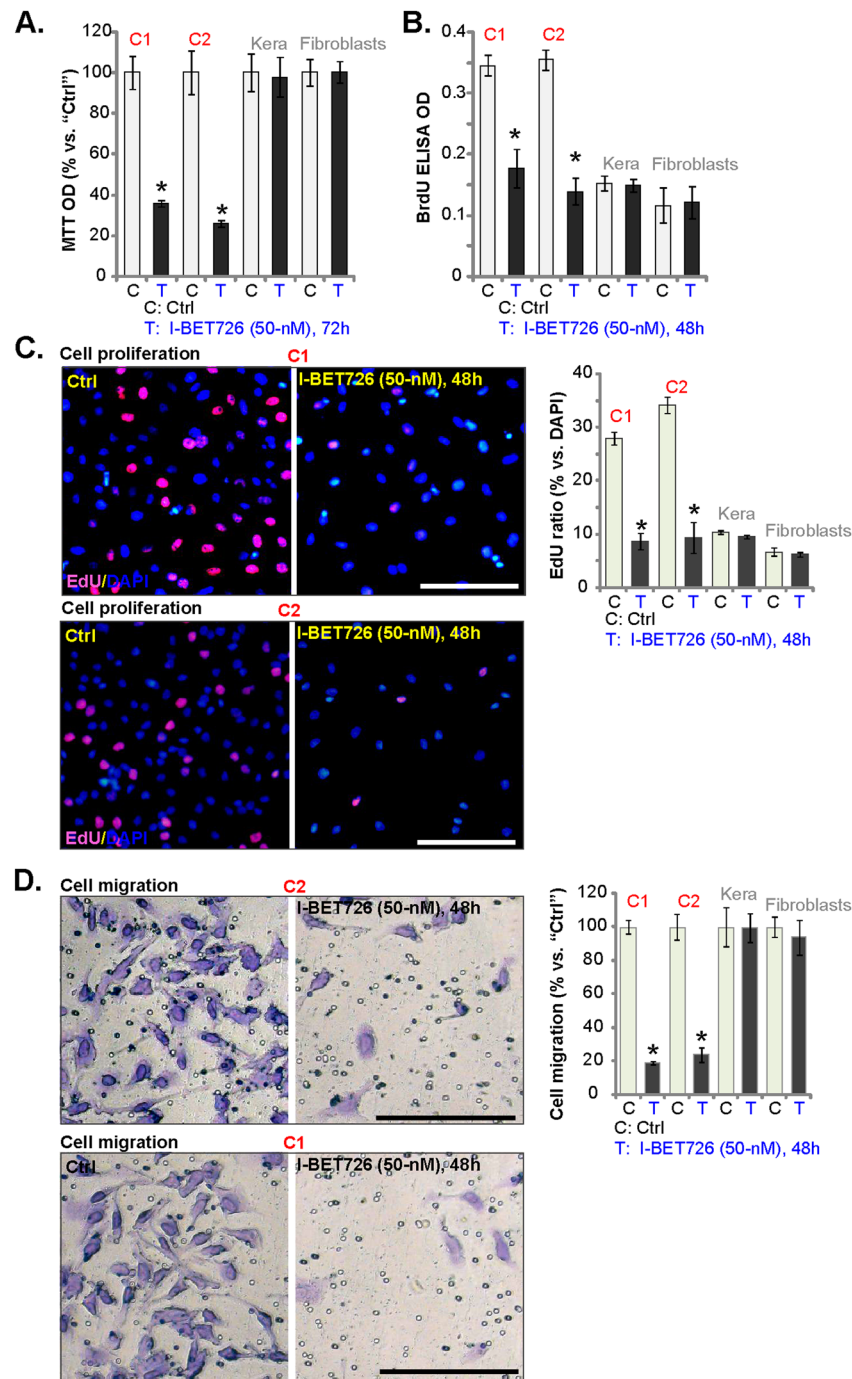 A.
MTT OD (% vs. “Ctrl”)
120
100
80
60
40
20
0
C1
C2
Kera
Fibroblasts
*
*
C T C T C T C T
C: Ctrl
T: I-BET726 (50-nM), 72h
B.
BrdU ELISA OD
0.4
0.3
0.2
0.1
0
C1
C2
Kera
Fibroblasts
*
*
C T C T C T C T
C: Ctrl
T: I-BET726 (50-nM), 48h
C.
Cell proliferation C1
Ctrl
I-BET726 (50-nM), 48h
EdU/DAPI
Cell proliferation C2
Ctrl
I-BET726 (50-nM), 48h
EdU/DAPI
EdU ratio (% vs. DAPI)
40
30
20
10
0
C1
C2
Kera
Fibroblasts
*
*
C T C T C T C T
C: Ctrl
T: I-BET726 (50-nM), 48h
D.
Cell migration C2
I-BET726 (50-nM), 48h
Cell migration C1
Ctrl
I-BET726 (50-nM), 48h
Cell migration (% vs. “Ctrl”)
120
100
80
60
40
20
0
C1
C2
Kera
Fibroblasts
*
*
C T C T C T C T
C: Ctrl
T: I-BET726 (50-nM), 48h